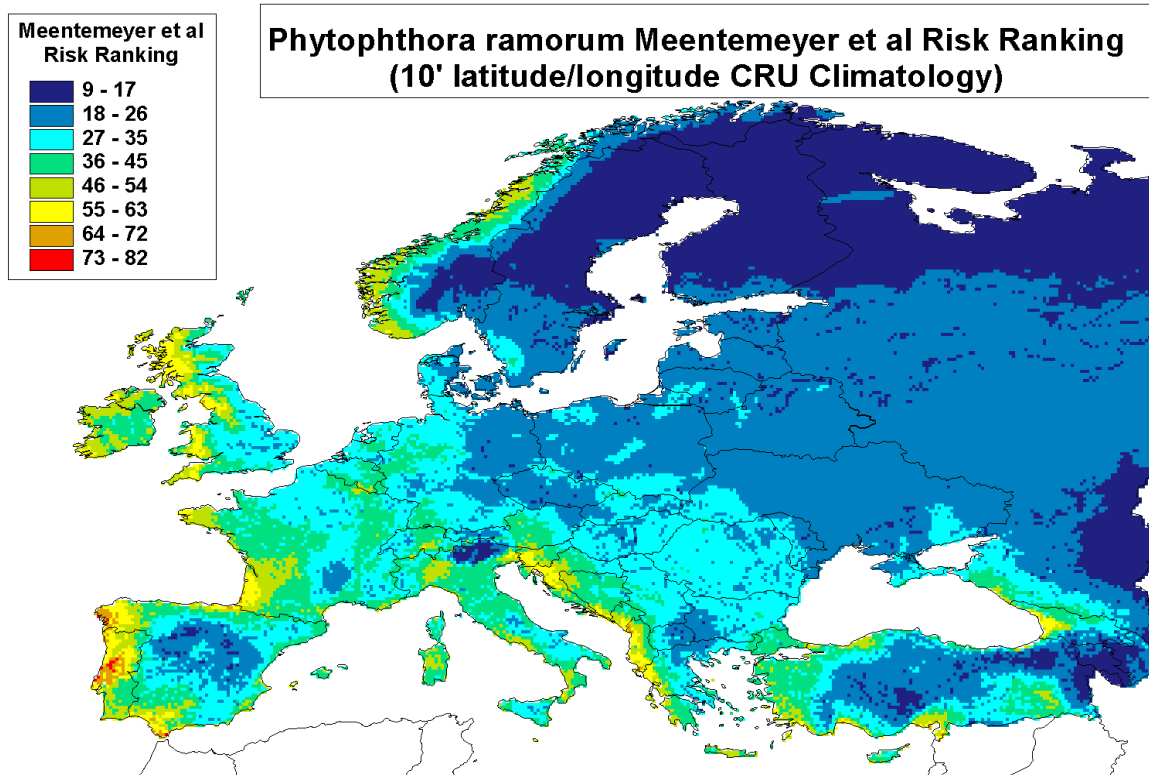 Meentemeyer et al
Risk Ranking
9 - 17
18 - 26
27 - 35
36 - 45
46 - 54
55 - 63
64 - 72
73 - 82
Phytophthora ramorum Meentemeyer et al Risk Ranking
(10' latitude/longitude CRU Climatology)